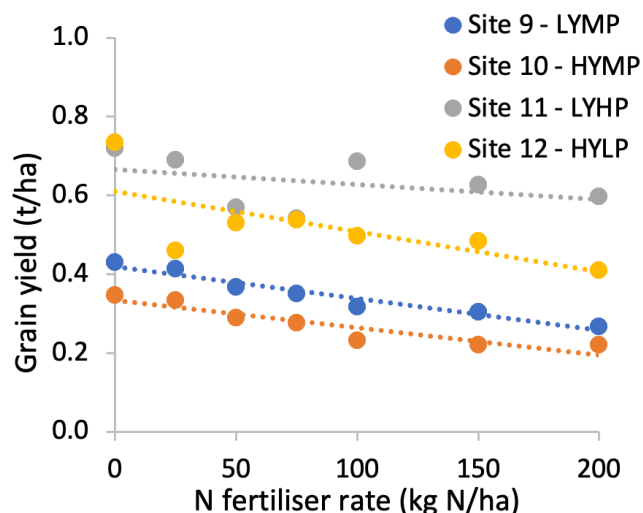 Site 9 - LYMP
Site 10 - HYMP
Site 11 - LYHP
Site 12 - HYLP
Grain yield (t/ha)
1.0
0.8
0.6
0.4
0.2
0.0
0 50 100 150 200
N fertiliser rate (kg N/ha)